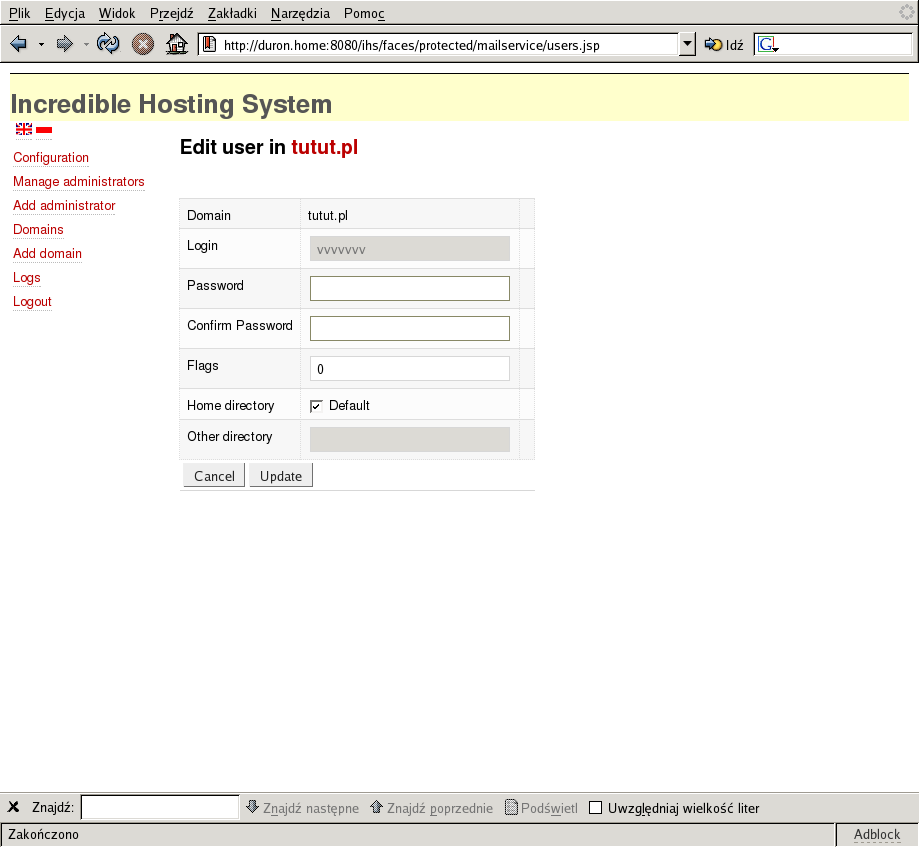 Plik Edycja Widok Przejdź Zakładki Narzędzia Pomoc
http://duron.home:8080/ihs/faces/protected/mailservice/users.jsp Idź G
Incredible Hosting System
Edit user in tutut.pl
Configuration
Manage administrators
Add administrator
Domains
Add domain
Logs
Logout
Domain tutut.pl
Login vvvvvvv
Password
Confirm Password
Flags 0
Home directory Default
Other directory
Cancel Update
Znajdź: Znajdź następne Znajdź poprzednie Podświetl Uwzględniaj wielkość liter
Zakończono Adblock